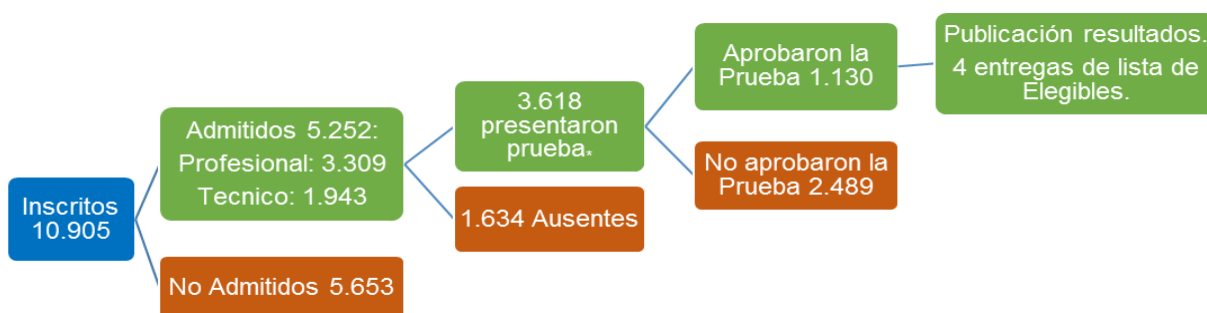 Inscritos
10.905
Admitidos 5.252:
Profesional: 3.309
Tecnico: 1.943
No Admitidos 5.653
3.618
presentaron
prueba*
1.634 Ausentes
Aprobaron la
Prueba 1.130
No aprobaron la
Prueba 2.489
Publicación resultados.
4 entregas de lista de
Elegibles.